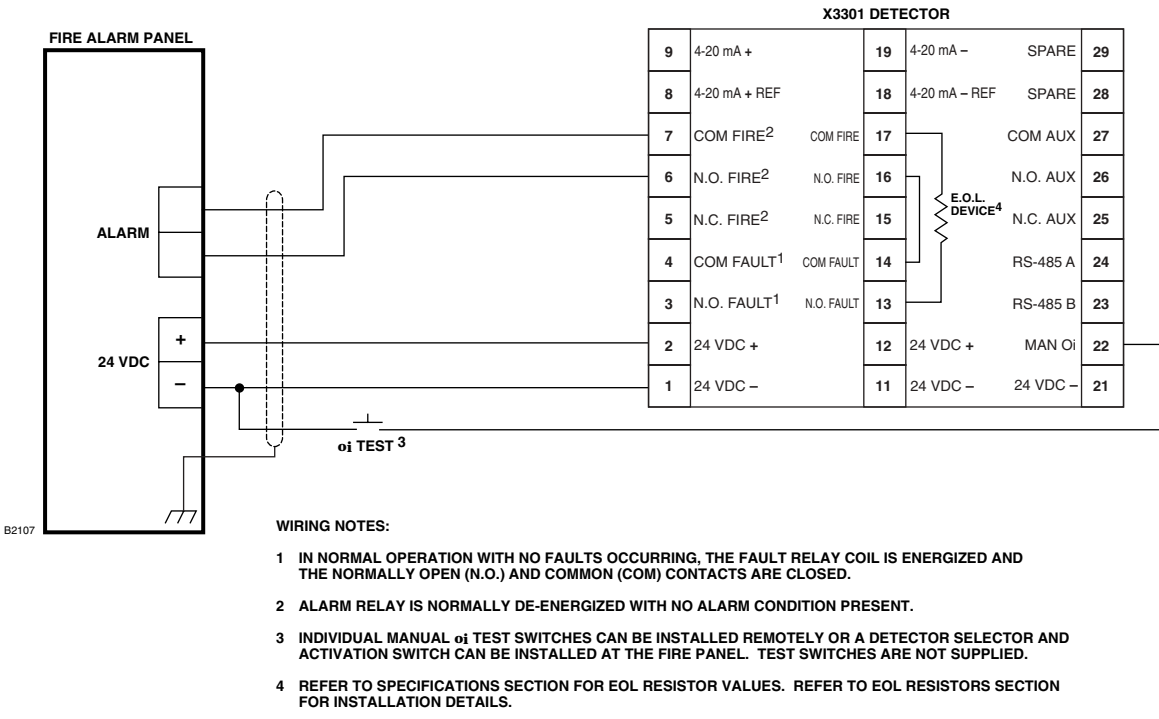 X3301 DETECTOR
FIRE ALARM PANEL
9 4-20 mA + 19 4-20 mA – SPARE 29
8 4-20 mA + REF 18 4-20 mA – REF SPARE 28
7 COM FIRE2 COM FIRE 17 COM AUX 27
6 N.O. FIRE2 N.O. FIRE 16 N.O. AUX 26
E.O.L.
DEVICE4
5 N.C. FIRE2 N.C. FIRE 15 N.C. AUX 25
ALARM
4 COM FAULT1 COM FAULT 14 RS-485 A 24
3 N.O. FAULT1 N.O. FAULT 13 RS-485 B 23
+
2 24 VDC + 12 24 VDC + MAN Oi 22
24 VDC
–
1 24 VDC – 11 24 VDC – 24 VDC – 21
oi TEST 3
B2107
WIRING NOTES:
1 IN NORMAL OPERATION WITH NO FAULTS OCCURRING, THE FAULT RELAY COIL IS ENERGIZED AND
THE NORMALLY OPEN (N.O.) AND COMMON (COM) CONTACTS ARE CLOSED.
2 ALARM RELAY IS NORMALLY DE-ENERGIZED WITH NO ALARM CONDITION PRESENT.
3 INDIVIDUAL MANUAL oi TEST SWITCHES CAN BE INSTALLED REMOTELY OR A DETECTOR SELECTOR AND
ACTIVATION SWITCH CAN BE INSTALLED AT THE FIRE PANEL. TEST SWITCHES ARE NOT SUPPLIED.
4 REFER TO SPECIFICATIONS SECTION FOR EOL RESISTOR VALUES. REFER TO EOL RESISTORS SECTION
FOR INSTALLATION DETAILS.